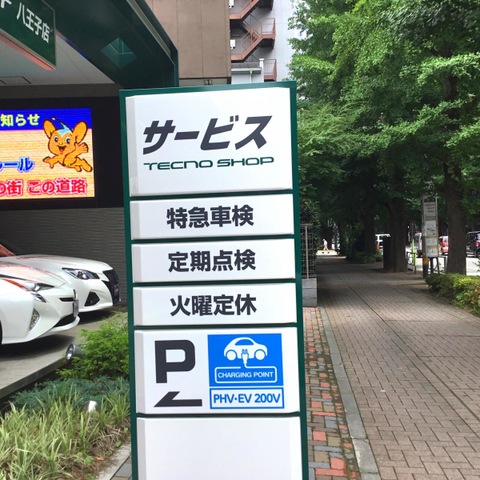 八王子店
知らせ
ール
の街 この道路
サービス
TECNO SHOP
特急車検
定期点検
火曜定休
P
CHARGING POINT
PHV・EV 200V